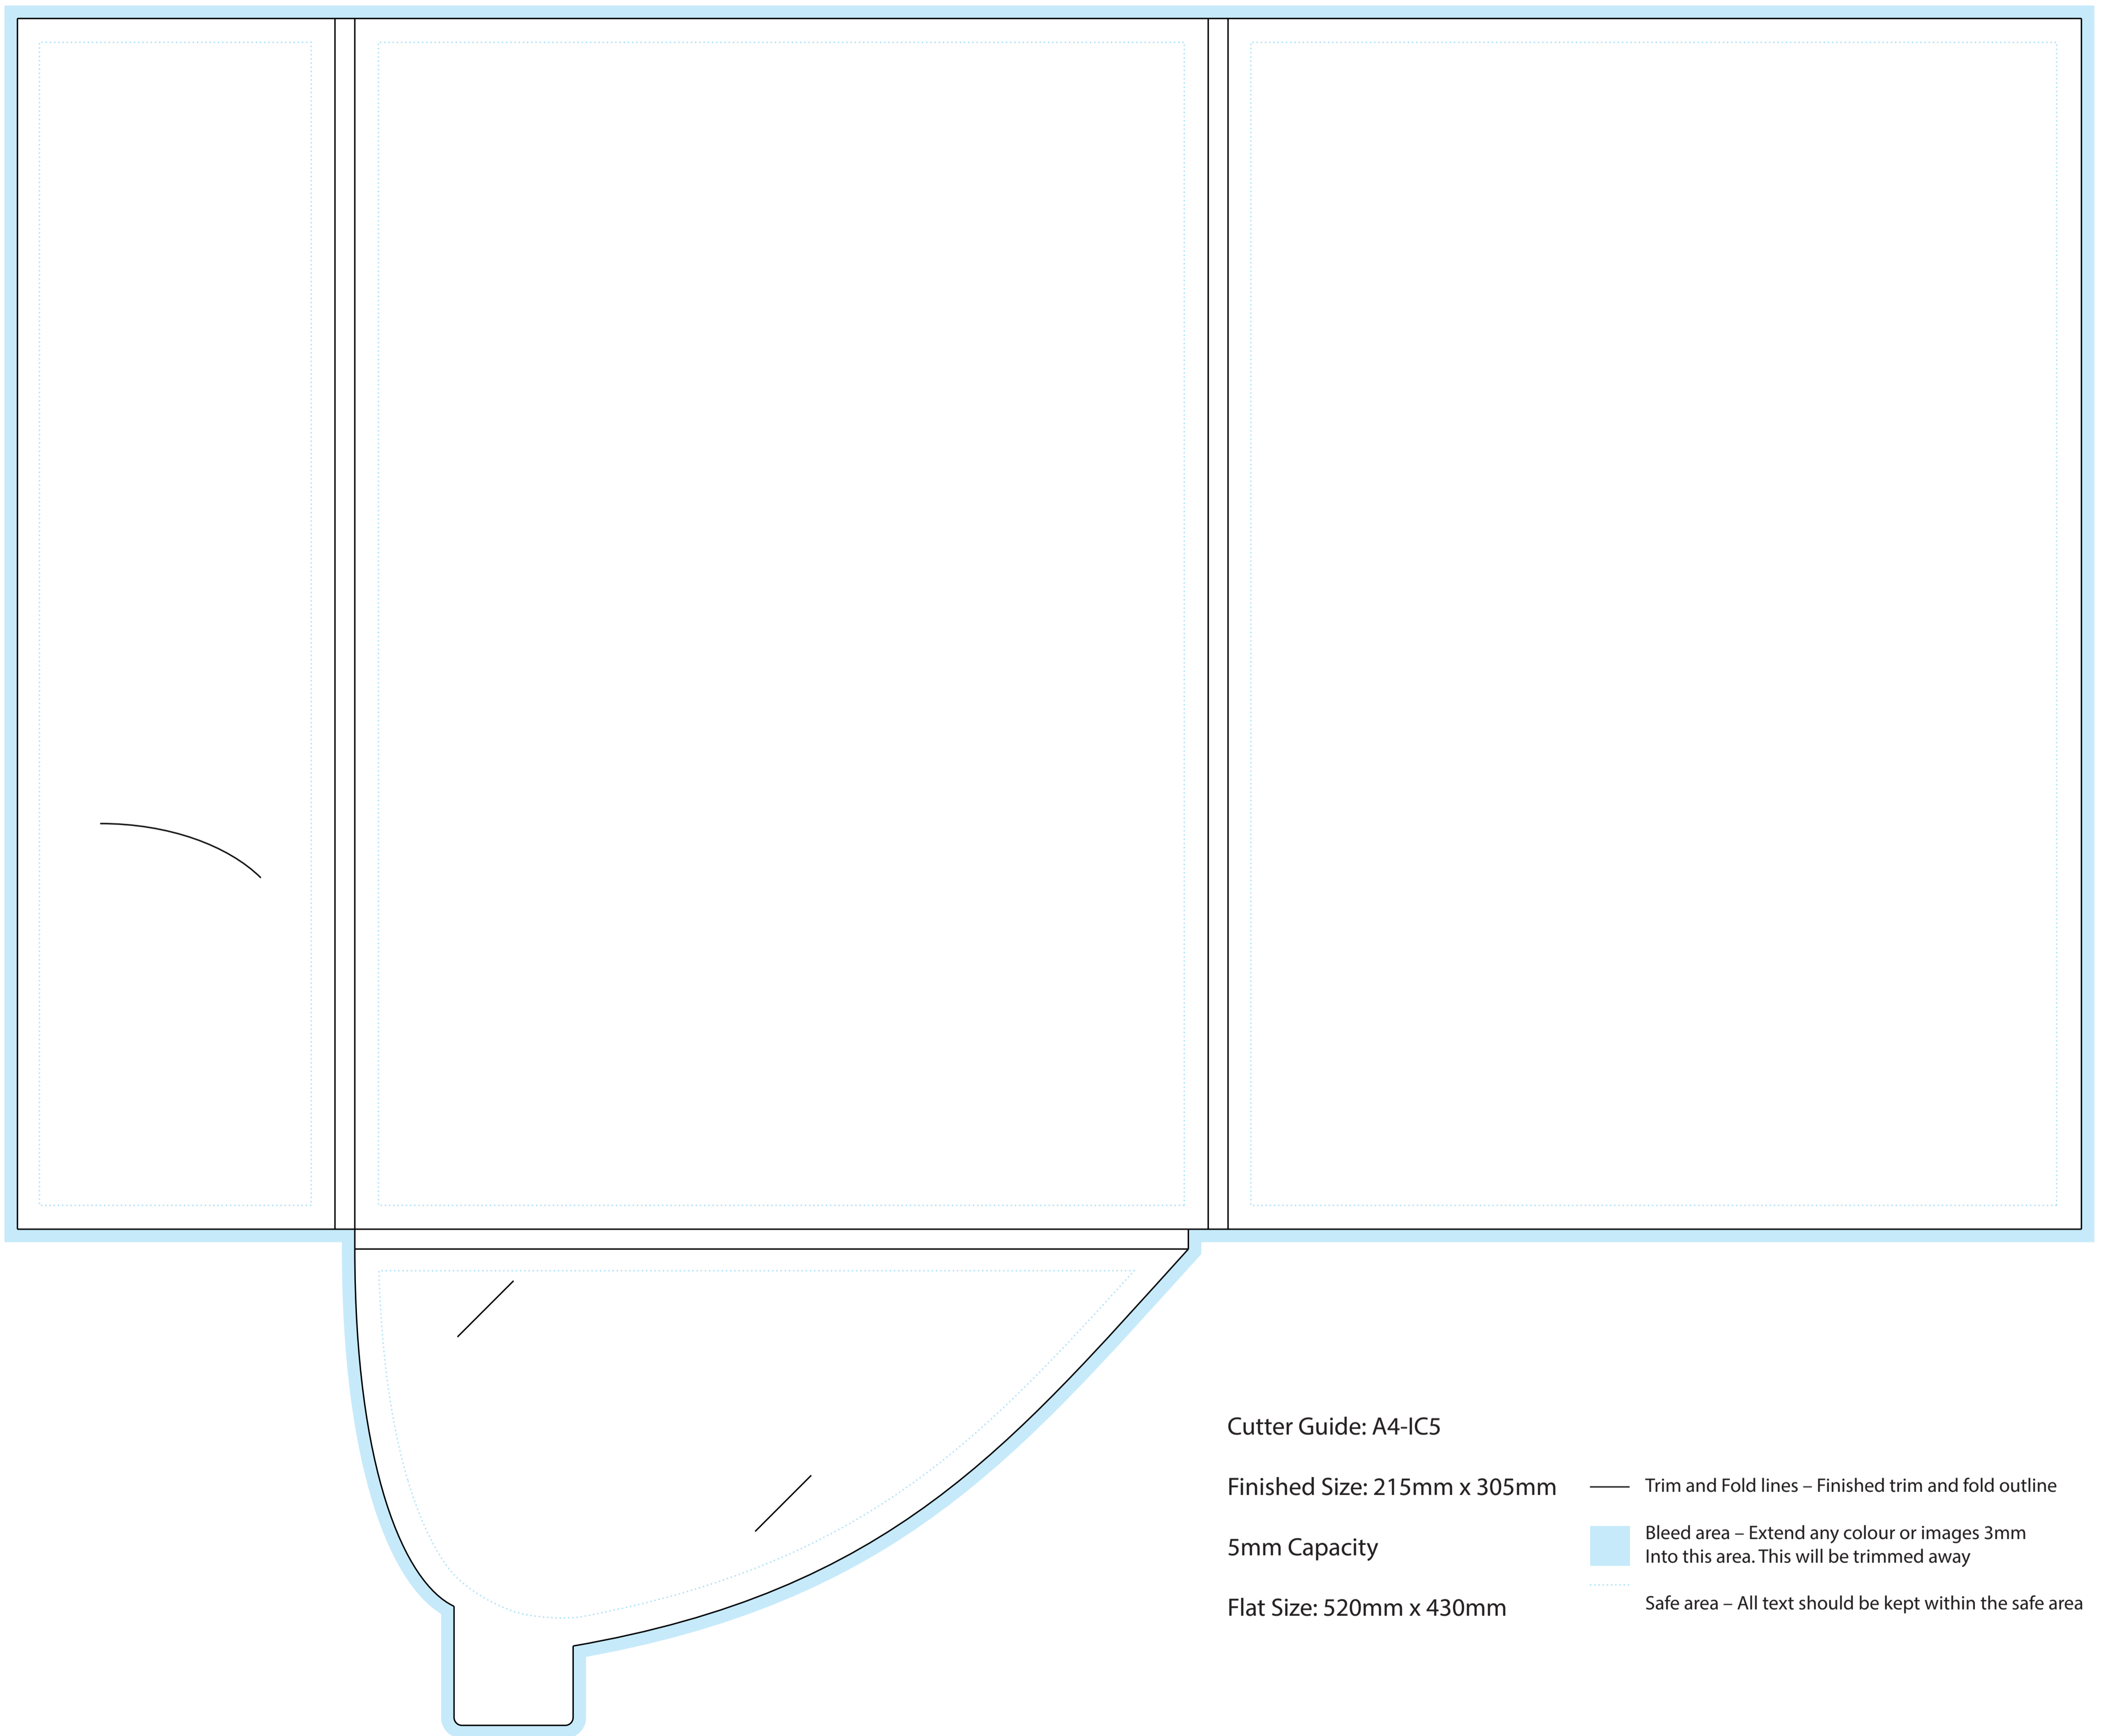 Cutter Guide: A4-IC5
Finished Size: 215mm x 305mm
5mm Capacity
Flat Size: 520mm x 430mm
Trim and Fold lines – Finished trim and fold outline
Bleed area – Extend any colour or images 3mm
Into this area. This will be trimmed away
Safe area – All text should be kept within the safe area